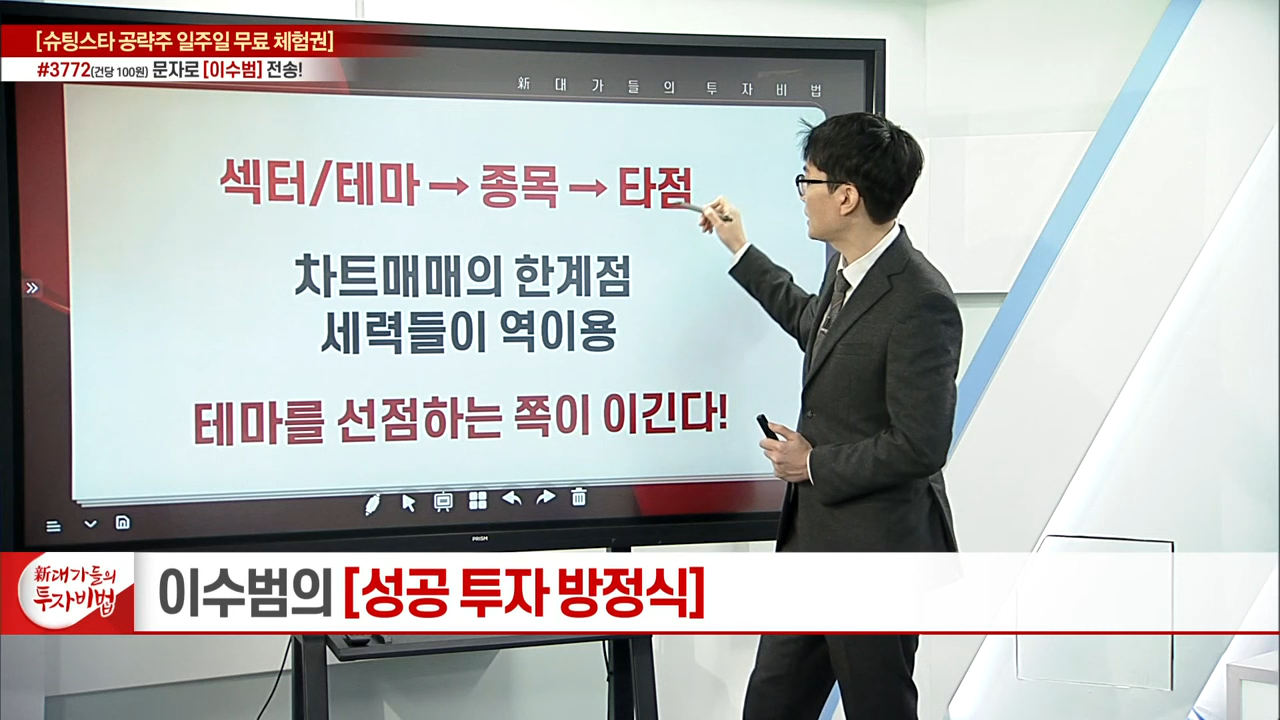 [슈팅스타 공략주 일주일 무료 체험권]
#3772(건당 100원) 문자로 [이수범] 전송!
新 대 가 들 의 투 자 비 법
섹터/테마 → 종목 → 타점
차트매매의 한계점
세력들이 역이용
테마를 선점하는 쪽이 이긴다!
PRISM
新대가들의
투자비법
이수범의 [성공 투자 방정식]